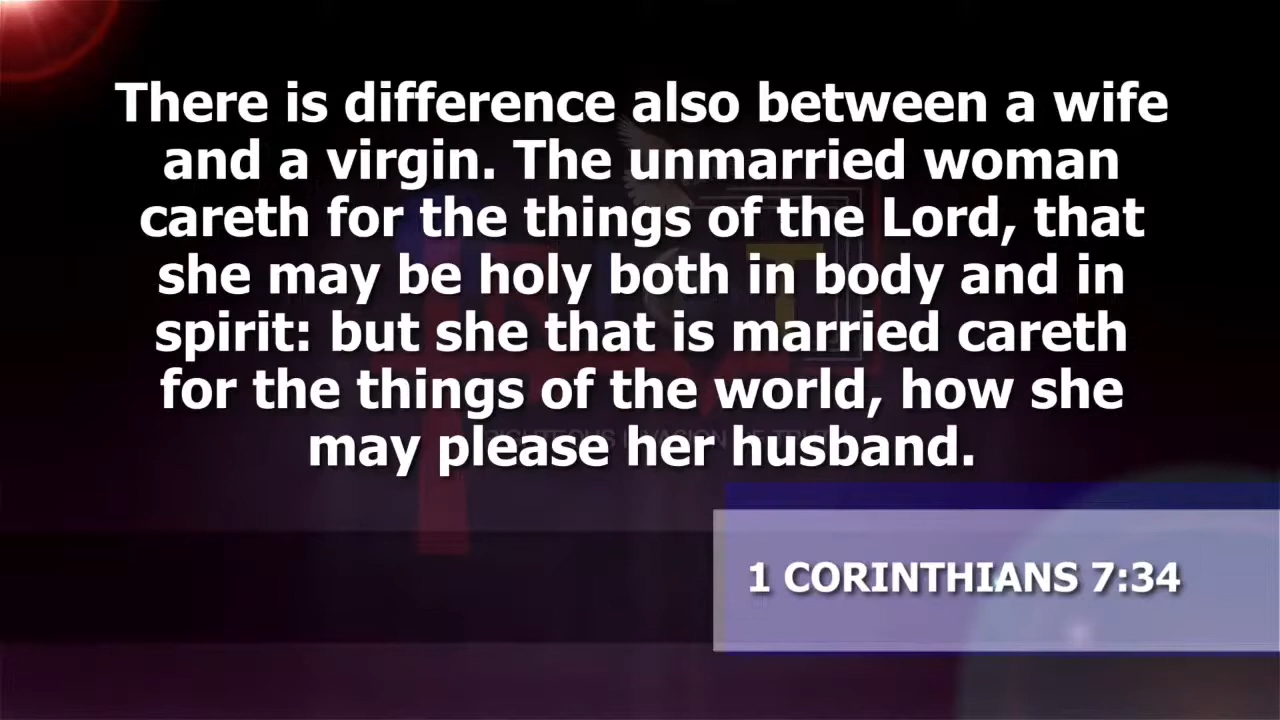 There is difference also between a wife
and a virgin. The unmarried woman
careth for the things of the Lord, that
she may be holy both in body and in
spirit: but she that is married careth
for the things of the world, how she
may please her husband.
1 CORINTHIANS 7:34